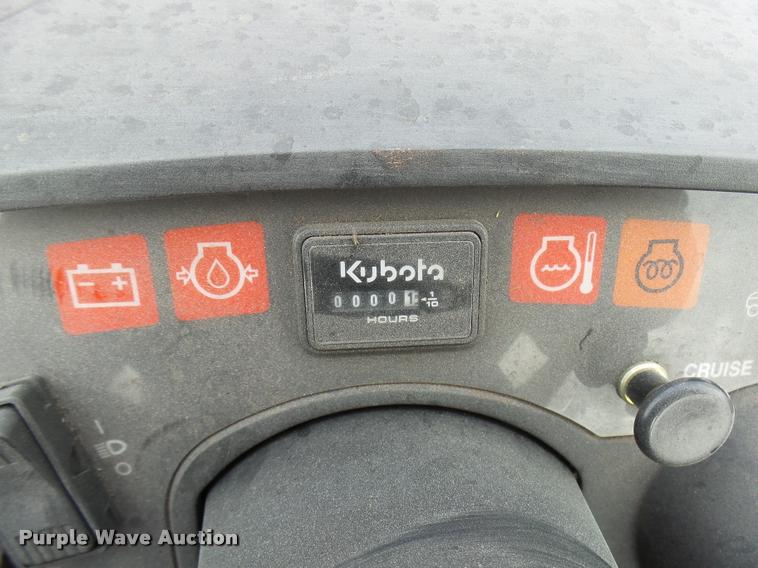 Kubota
00001 ◄1/10
HOURS
CRUISE
Purple Wave Auction